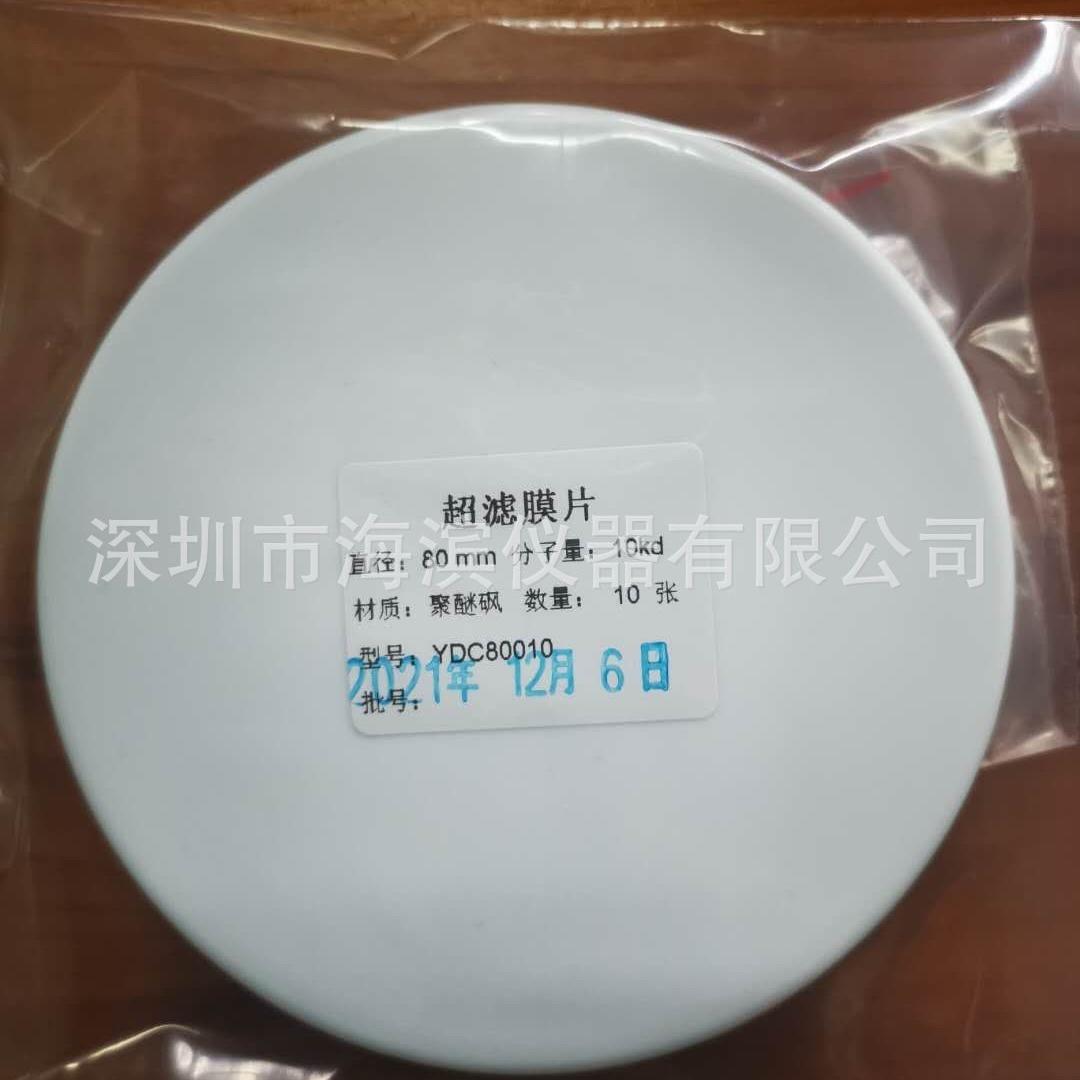 超滤膜片
直径：80 mm 分子量：10kd
深圳市海滨仪器有限公司
材质：聚醚砜 数量： 10 张
型号：YDC80010
2021年 12月 6日
批号：